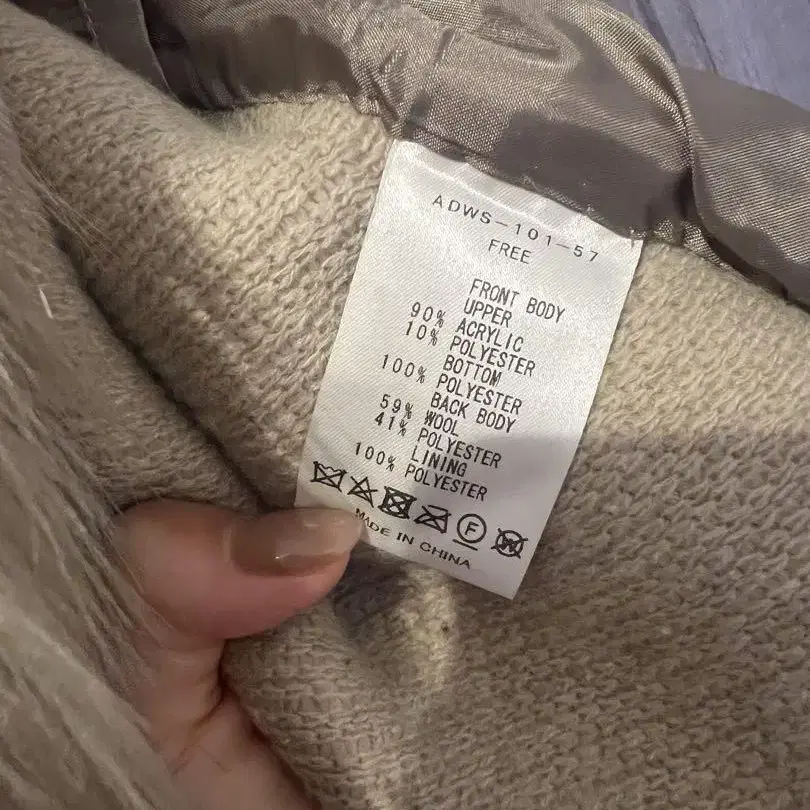 ADWS-101-57
FREE
FRONT BODY
UPPER
90% ACRYLIC
10% POLYESTER
BOTTOM
100% POLYESTER
BACK BODY
59% WOOL
41% POLYESTER
LINING
100% POLYESTER
F W
MADE IN CHINA